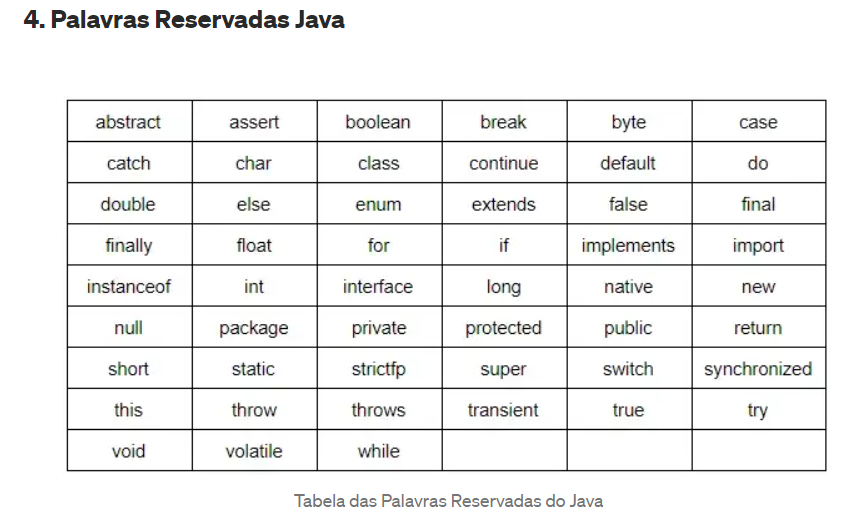 4. Palavras Reservadas Java
abstract assert boolean break byte case
catch char class continue default do
double else enum extends false final
finally float for if implements import
instanceof int interface long native new
null package private protected public return
short static strictfp super switch synchronized
this throw throws transient true try
void volatile while
Tabela das Palavras Reservadas do Java